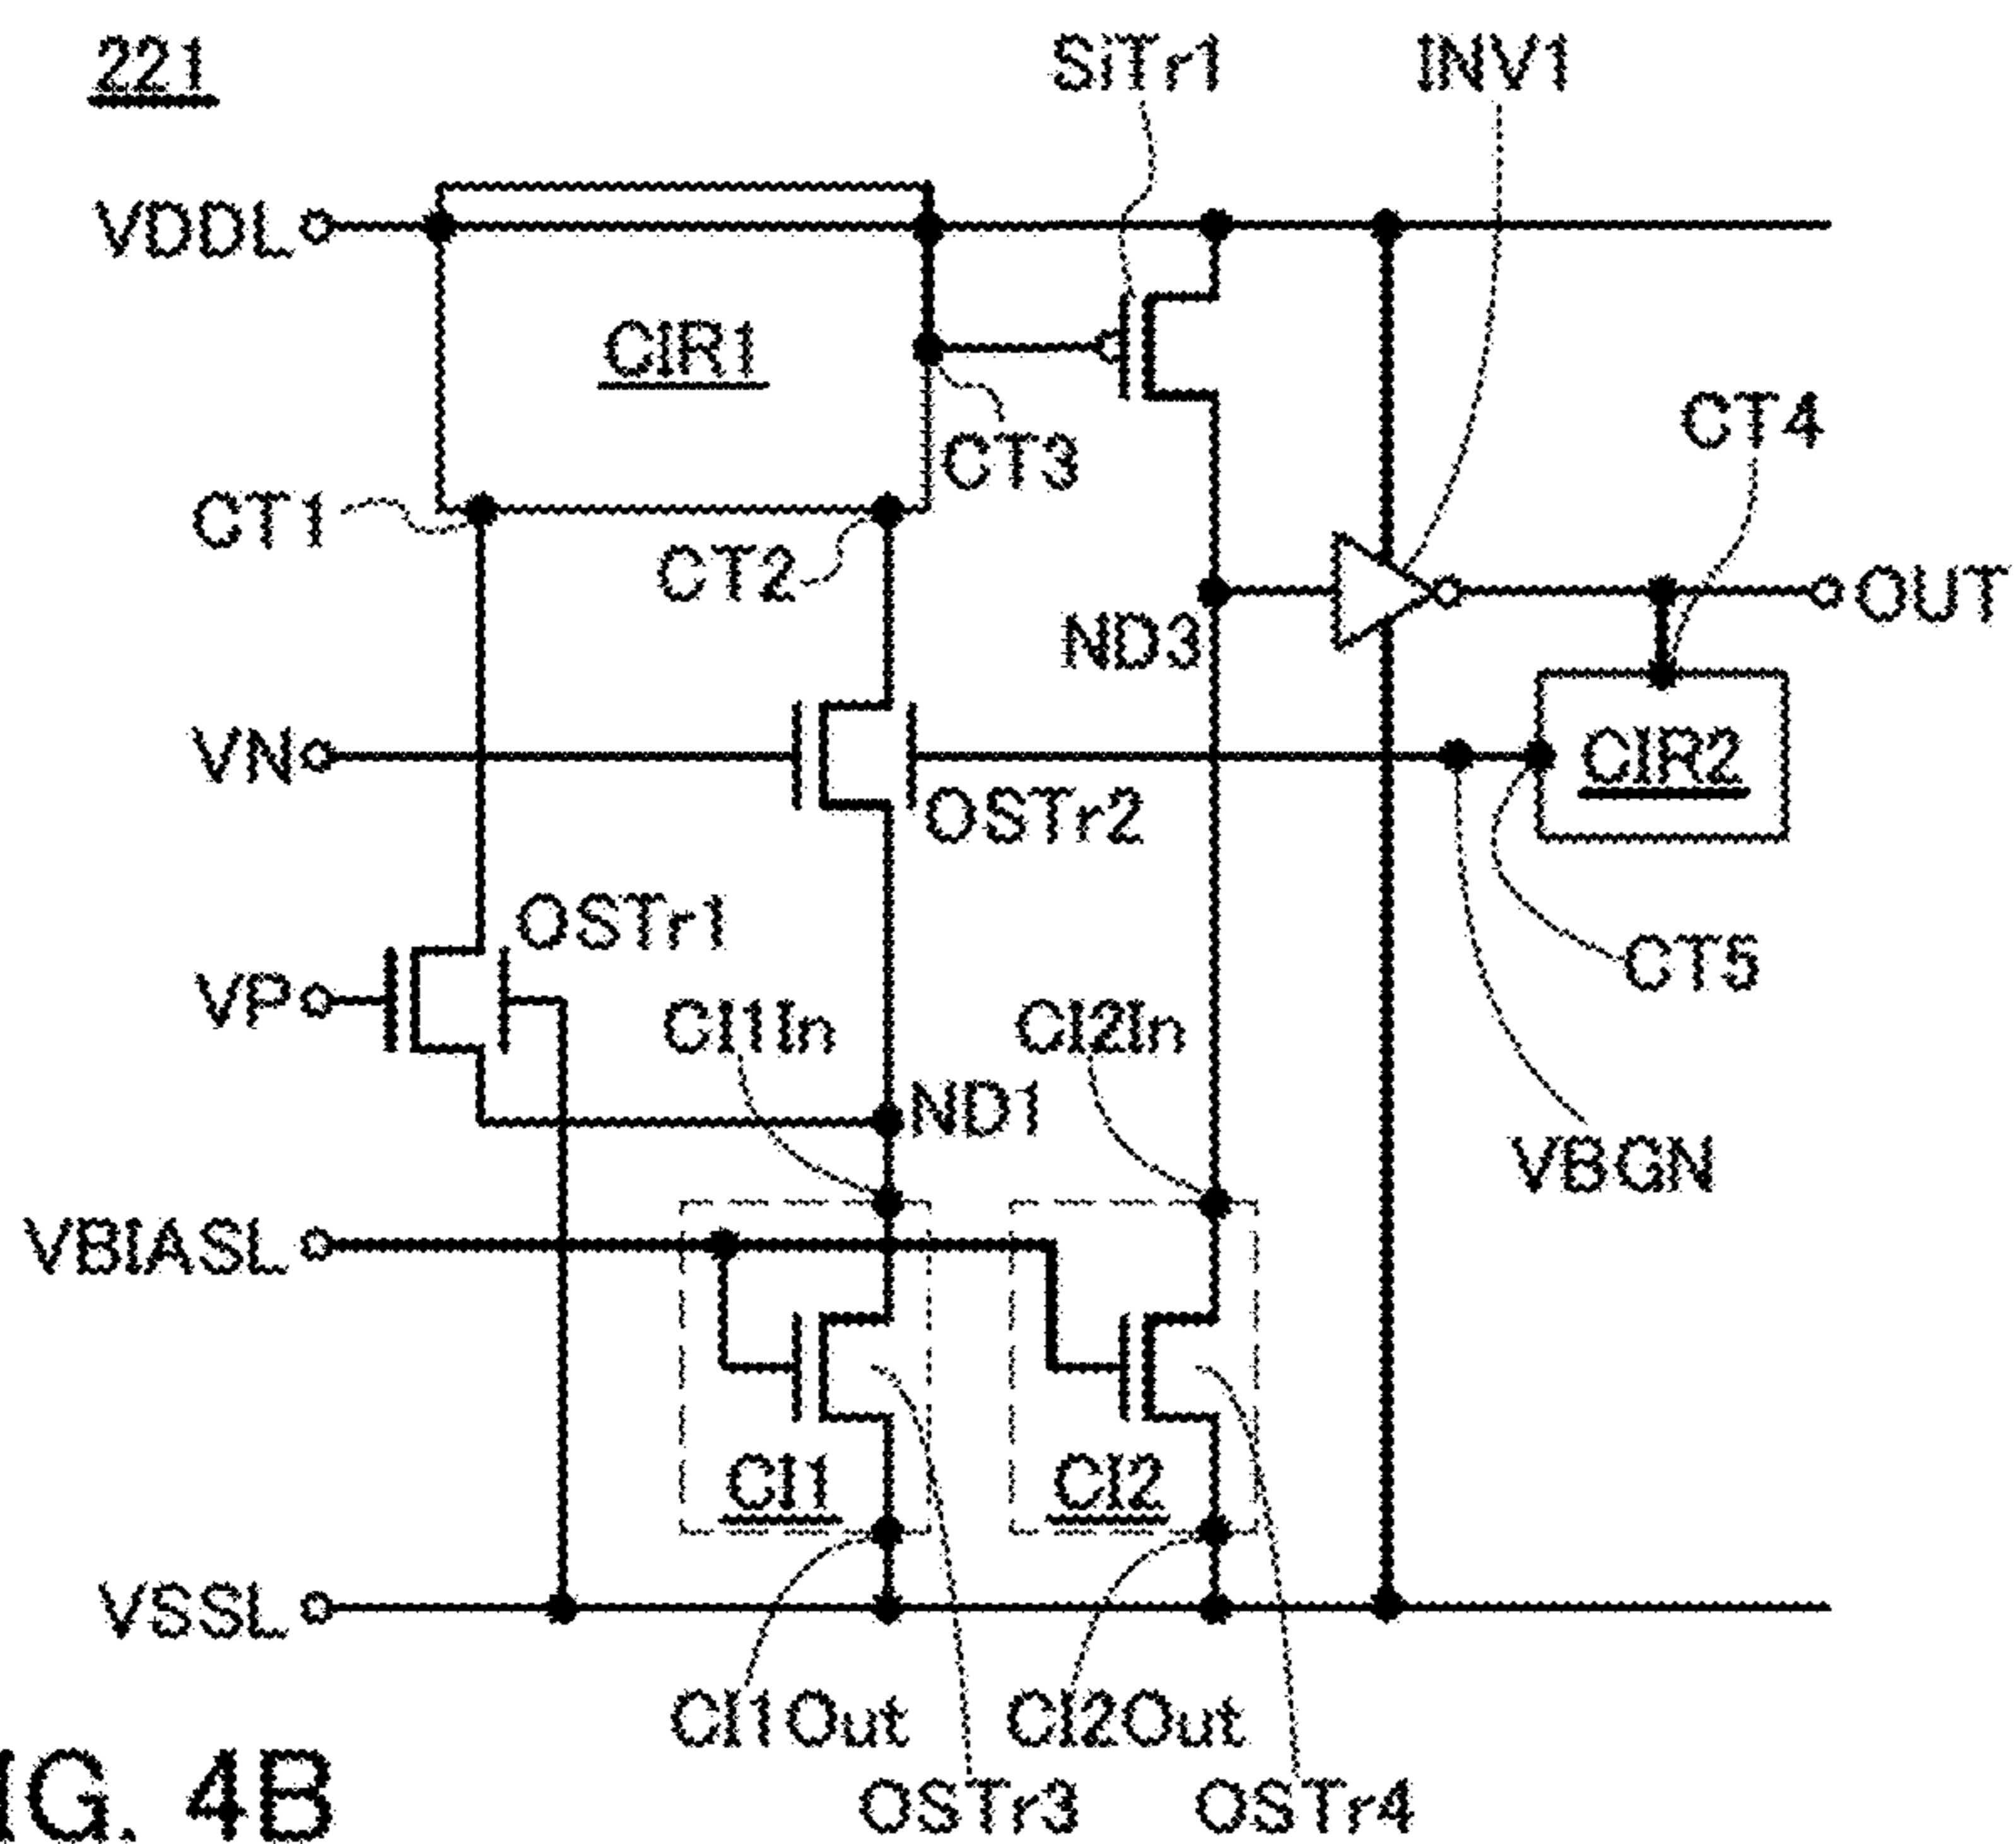 221
SiTr1
INV1
VDDL
CIR1
CT3
CT4
CT1
CT2
OUT
ND3
VN
CIR2
OSTr2
OSTr1
CT5
VP
CI1In
CI2In
ND1
VBGN
VBIASL
CI1
CI2
VSSL
CI1Out
CI2Out
OSTr3
OSTr4
IG. 4B